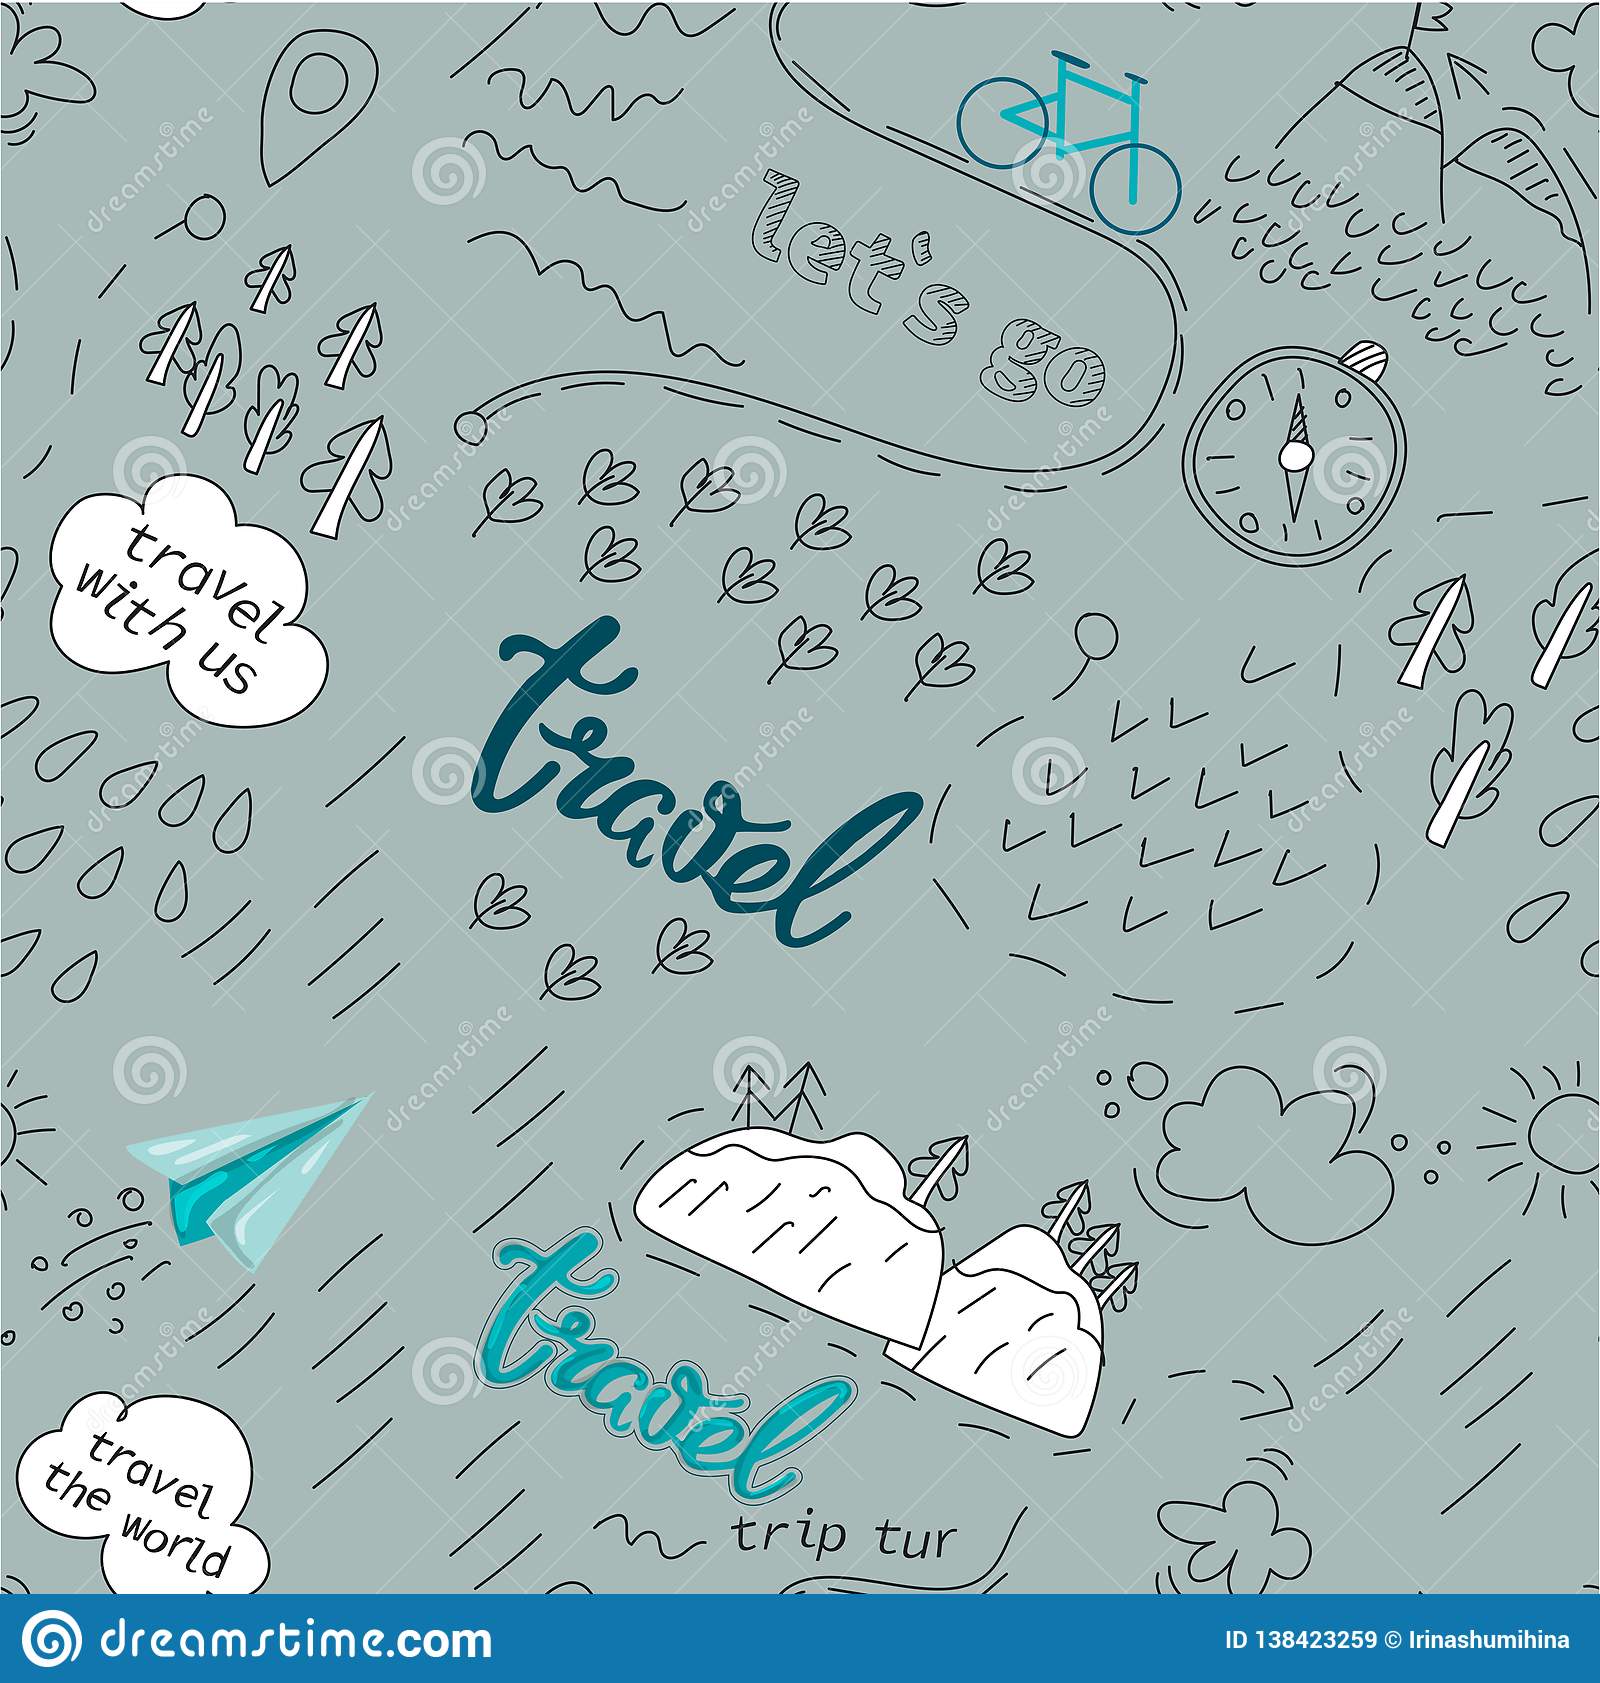 let's go
travel
with us
travel
travel
trip tur
travel
the world
dreamstime.com
ID 138423259 © Irinashumihina